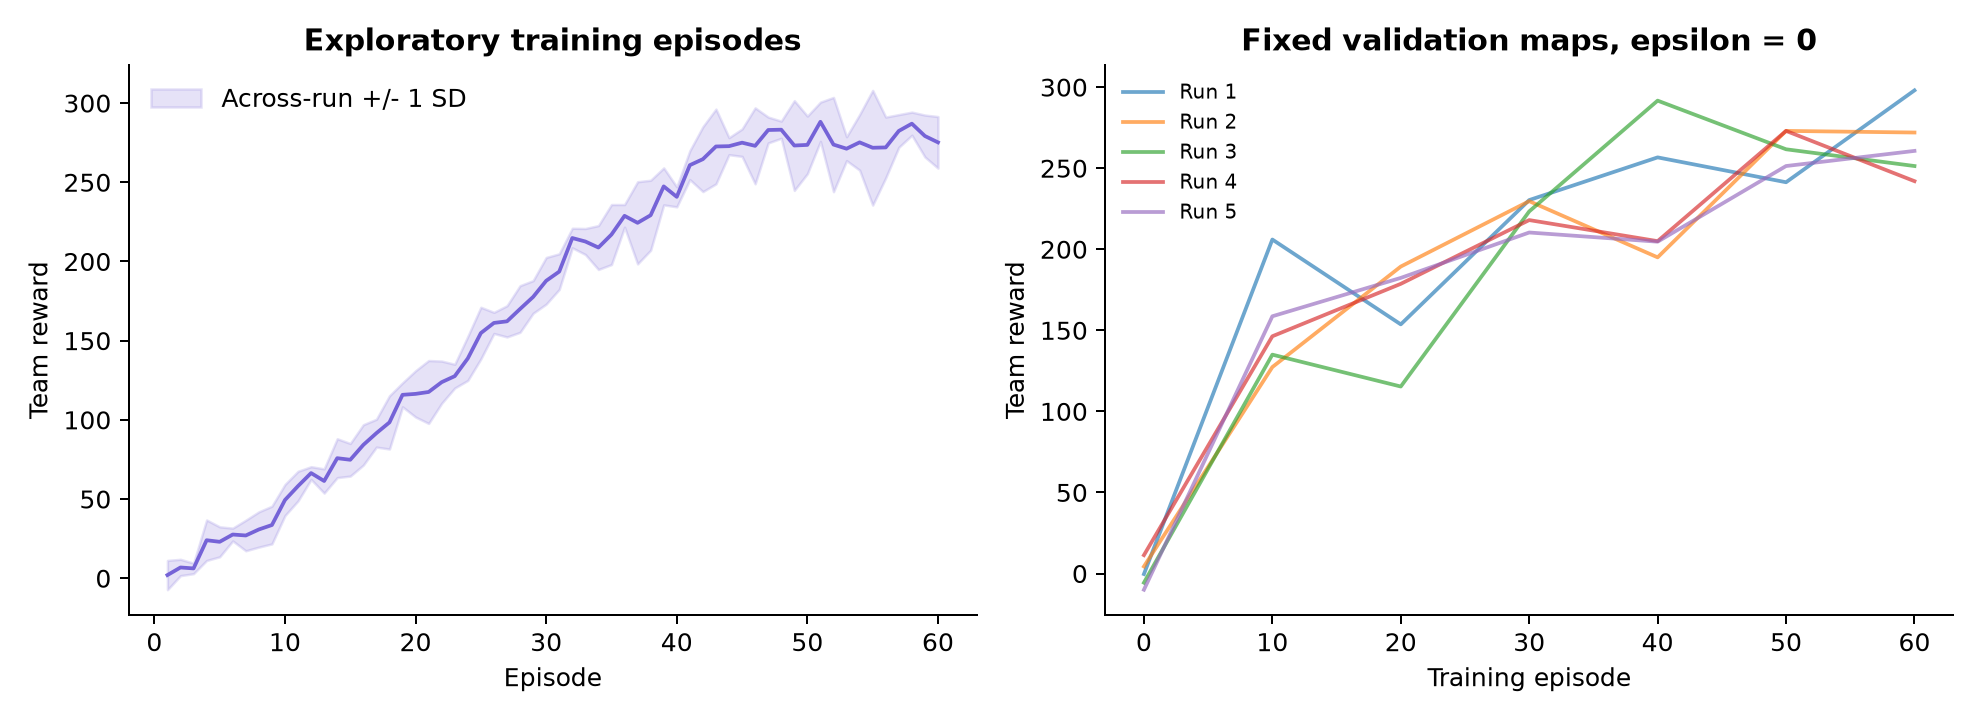 Exploratory training episodes
Across-run +/- 1 SD
Team reward
300
250
200
150
100
50
0
0 10 20 30 40 50 60
Episode
Fixed validation maps, epsilon = 0
Run 1
Run 2
Run 3
Run 4
Run 5
Team reward
300
250
200
150
100
50
0
0 10 20 30 40 50 60
Training episode